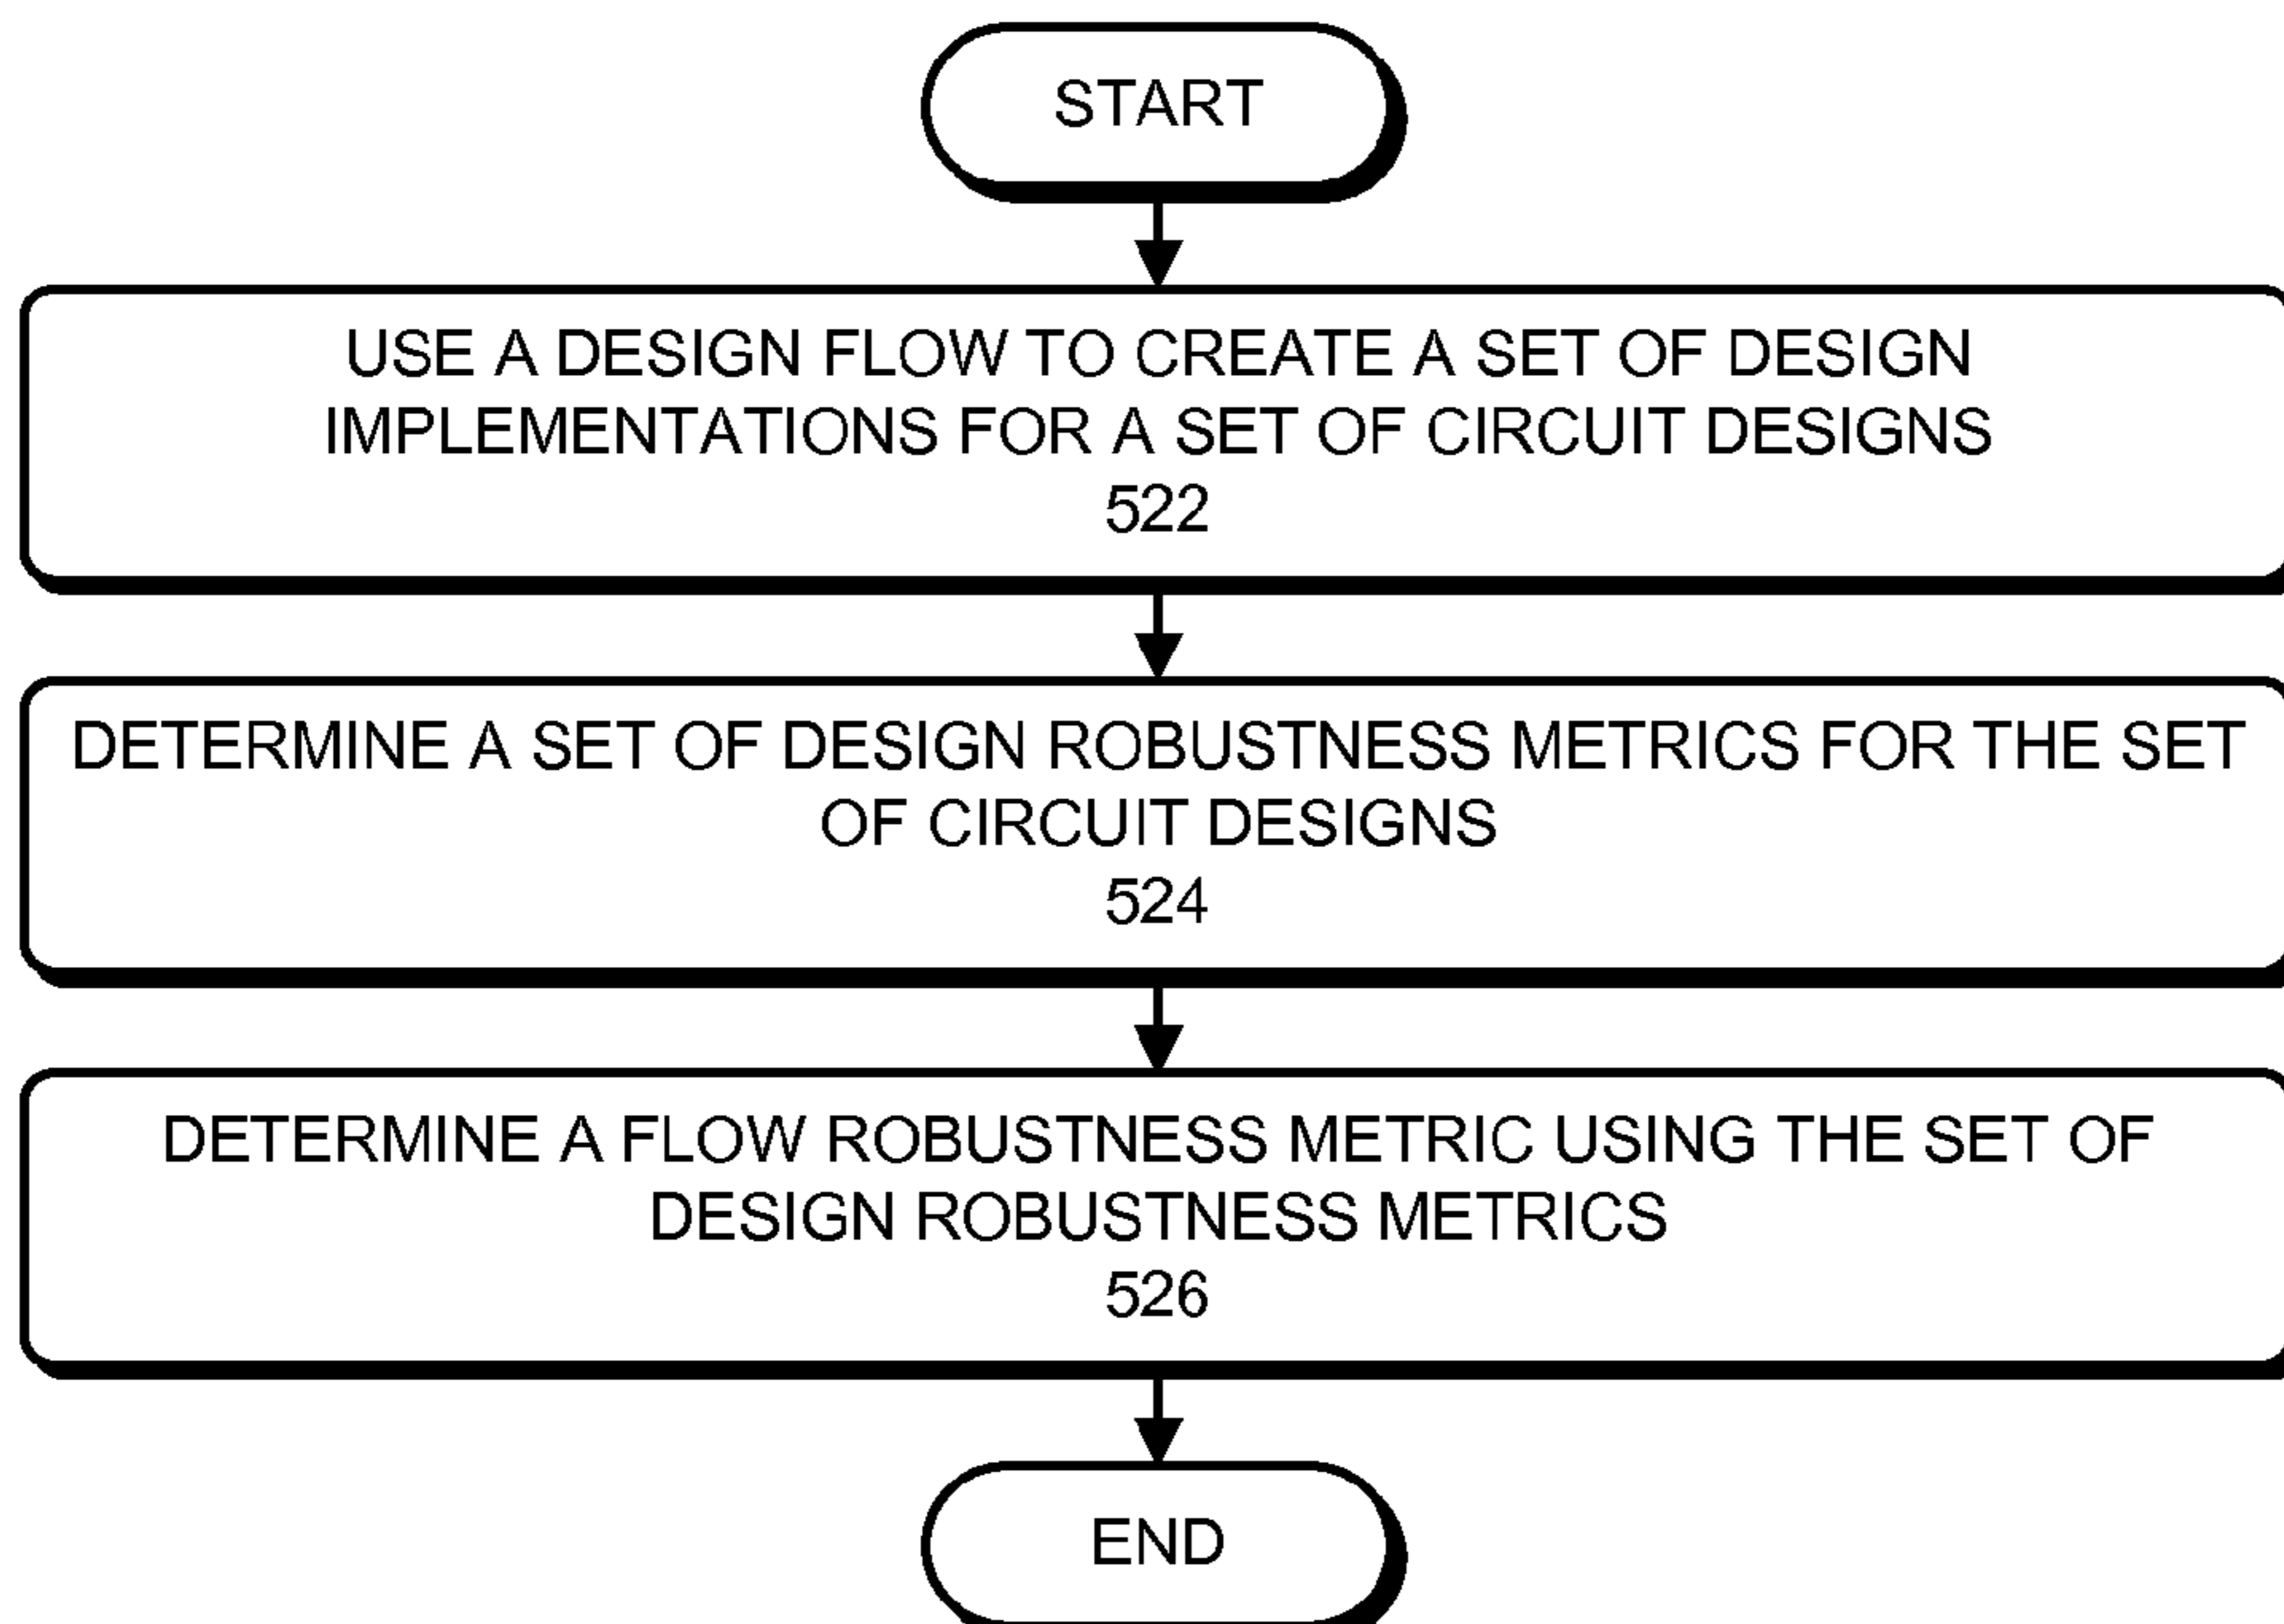 START
USE A DESIGN FLOW TO CREATE A SET OF DESIGN
IMPLEMENTATIONS FOR A SET OF CIRCUIT DESIGNS
522
DETERMINE A SET OF DESIGN ROBUSTNESS METRICS FOR THE SET
OF CIRCUIT DESIGNS
524
DETERMINE A FLOW ROBUSTNESS METRIC USING THE SET OF
DESIGN ROBUSTNESS METRICS
526
END